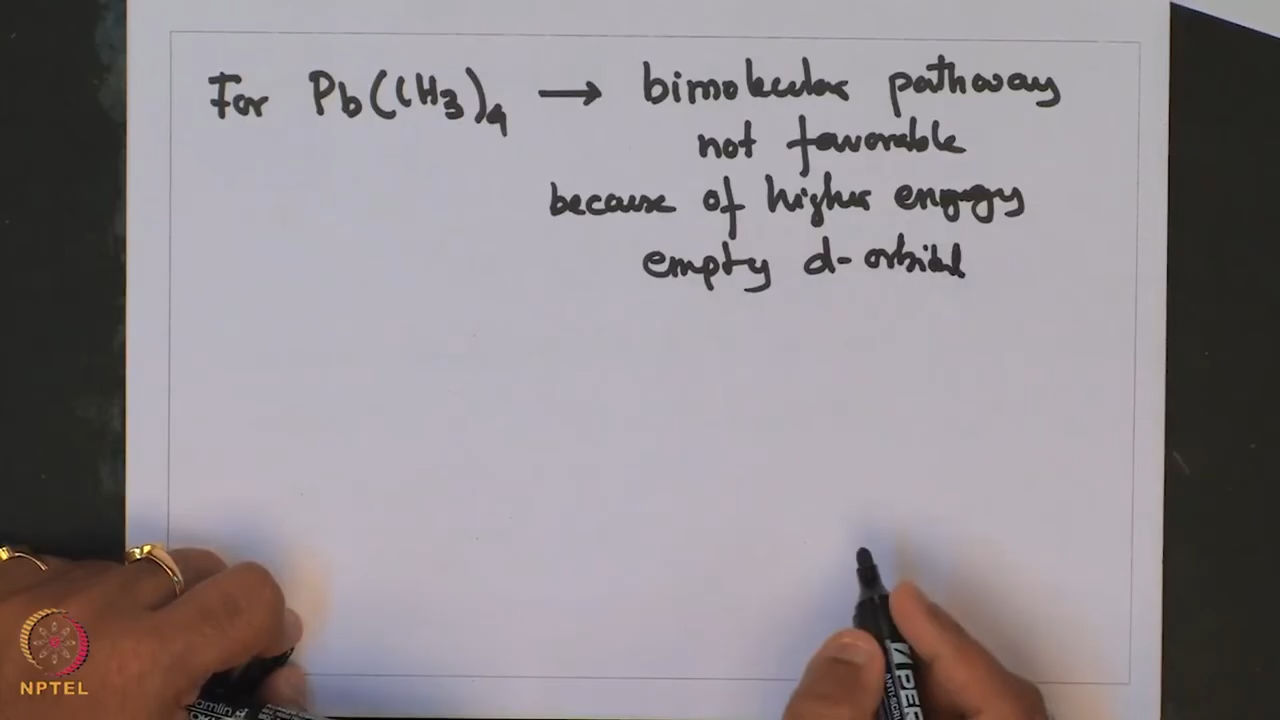 For Pb(CH3)4 → bimolecular pathway
not favorable
because of higher energy
empty d-orbital
NPTEL